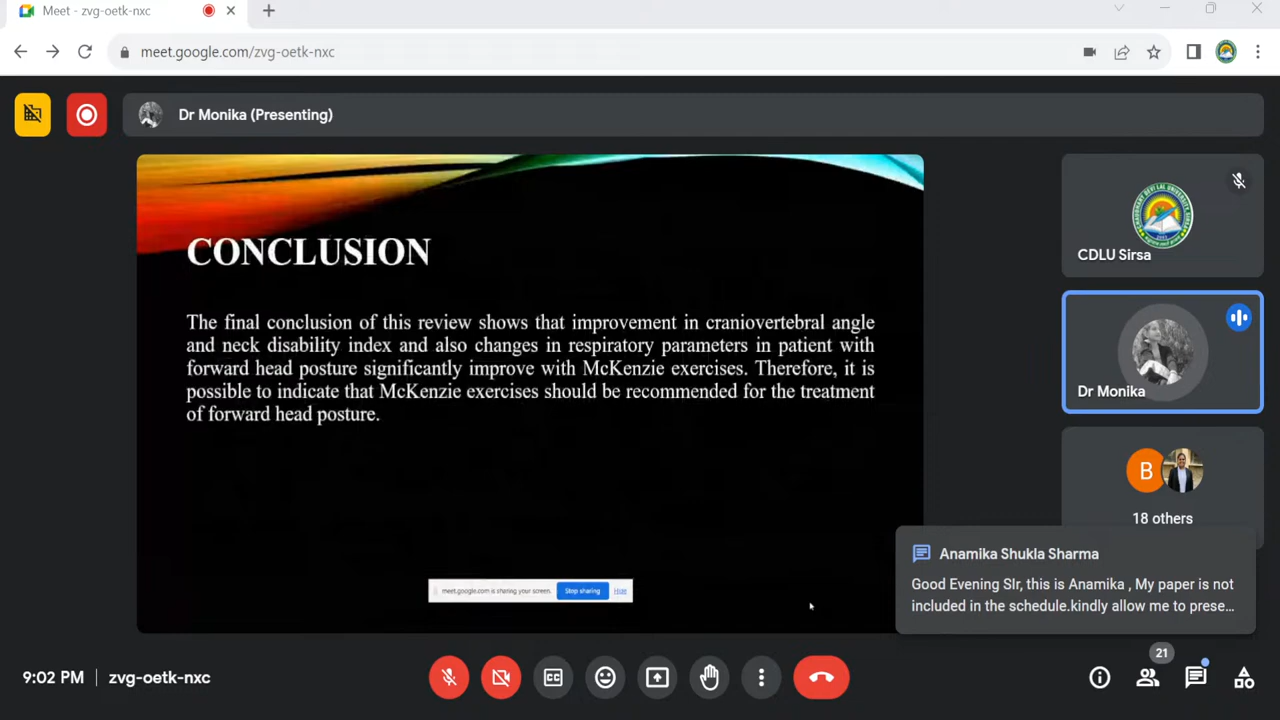 Meet - zvg-oetk-nxc
meet.google.com/zvg-oetk-nxc
Dr Monika (Presenting)
CONCLUSION
The final conclusion of this review shows that improvement in craniovertebral angle
and neck disability index and also changes in respiratory parameters in patient with
forward head posture significantly improve with McKenzie exercises. Therefore, it is
possible to indicate that McKenzie exercises should be recommended for the treatment
of forward head posture.
meet.google.com is sharing your screen.
Stop sharing
Hide
CDLU Sirsa
Dr Monika
B
18 others
Anamika Shukla Sharma
Good Evening SIr, this is Anamika , My paper is not
included in the schedule.kindly allow me to prese…
9:02 PM
zvg-oetk-nxc
21